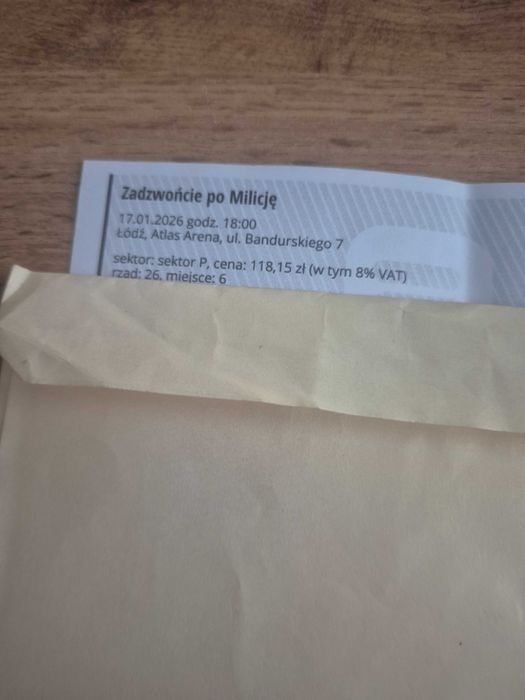 Zadzwońcie po Milicję
17.01.2026 godz. 18:00
Łódź, Atlas Arena, ul. Bandurskiego 7
sektor: sektor P, cena: 118,15 zł (w tym 8% VAT)
rząd: 26, miejsce: 6